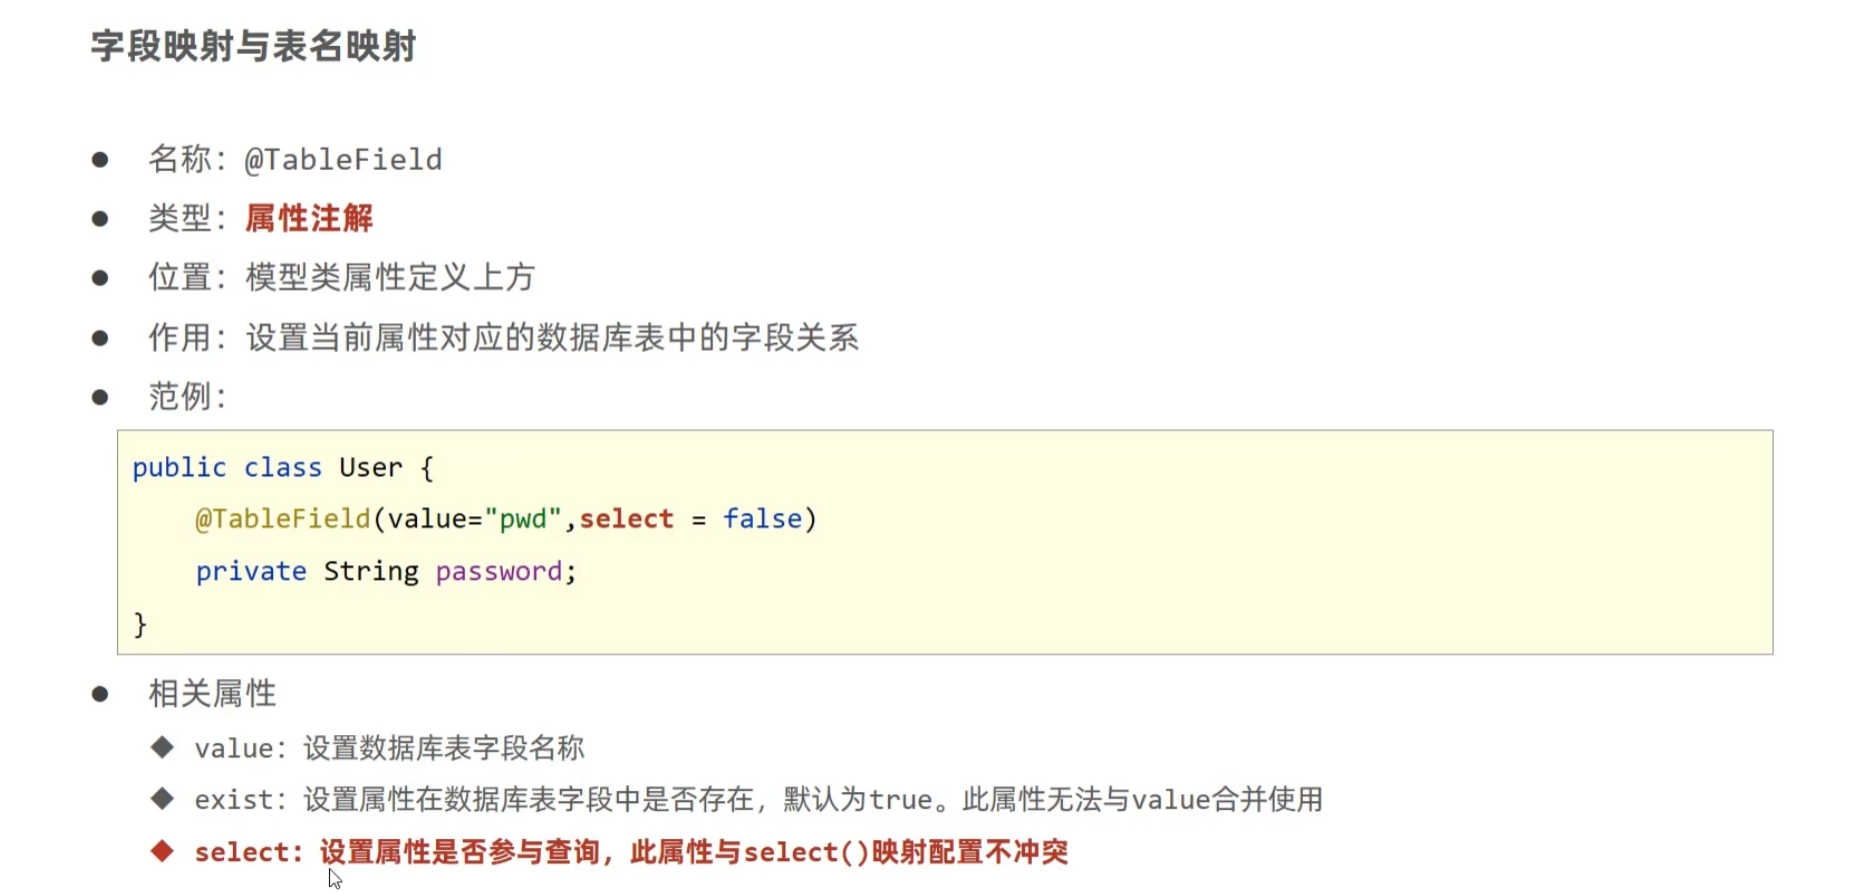 字段映射与表名映射
● 名称：@TableField
● 类型：属性注解
● 位置：模型类属性定义上方
● 作用：设置当前属性对应的数据库表中的字段关系
● 范例：
public class User {
    @TableField(value="pwd",select = false)
    private String password;
}
● 相关属性
◆ value：设置数据库表字段名称
◆ exist：设置属性在数据库表字段中是否存在，默认为true。此属性无法与value合并使用
◆ select：设置属性是否参与查询，此属性与select()映射配置不冲突